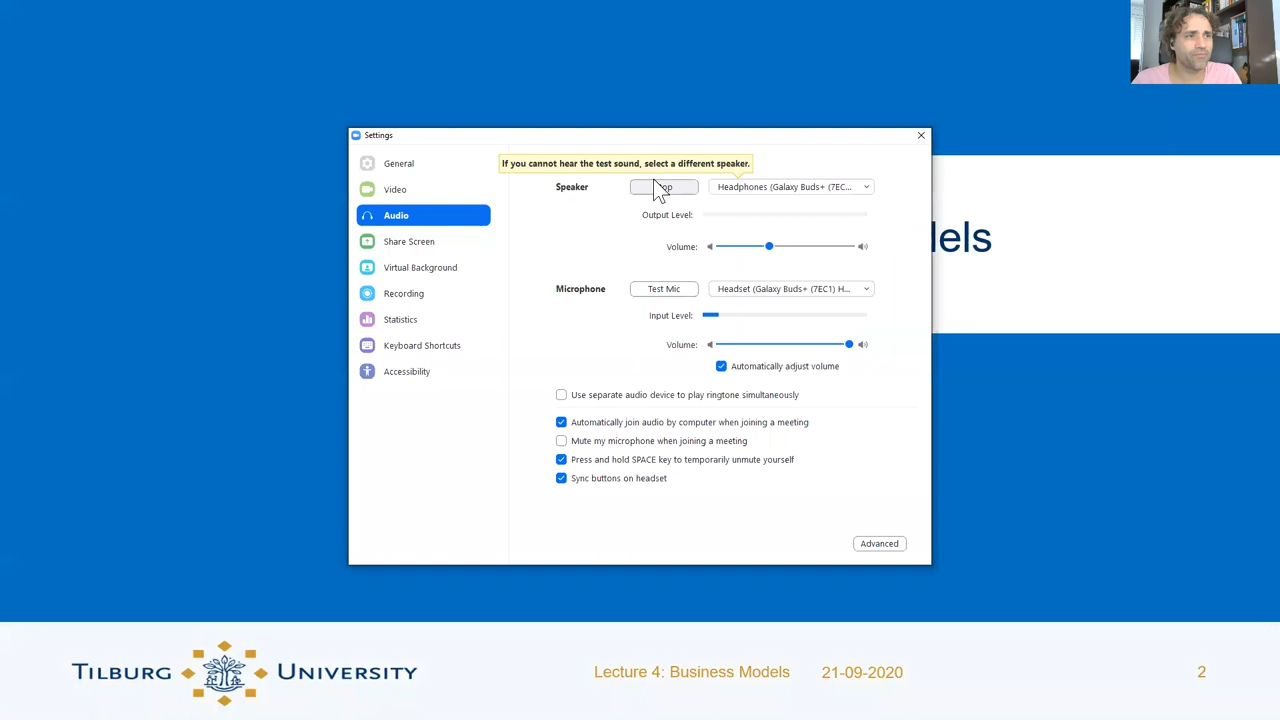 Settings
If you cannot hear the test sound, select a different speaker.
General
Video
Audio
Share Screen
Virtual Background
Recording
Statistics
Keyboard Shortcuts
Accessibility
Speaker
Headphones (Galaxy Buds+ (7EC...
Output Level:
Volume:
Microphone
Test Mic
Headset (Galaxy Buds+ (7EC1) H...
Input Level:
Volume:
Automatically adjust volume
Use separate audio device to play ringtone simultaneously
Automatically join audio by computer when joining a meeting
Mute my microphone when joining a meeting
Press and hold SPACE key to temporarily unmute yourself
Sync buttons on headset
Advanced
TILBURG UNIVERSITY
Lecture 4: Business Models
21-09-2020
2